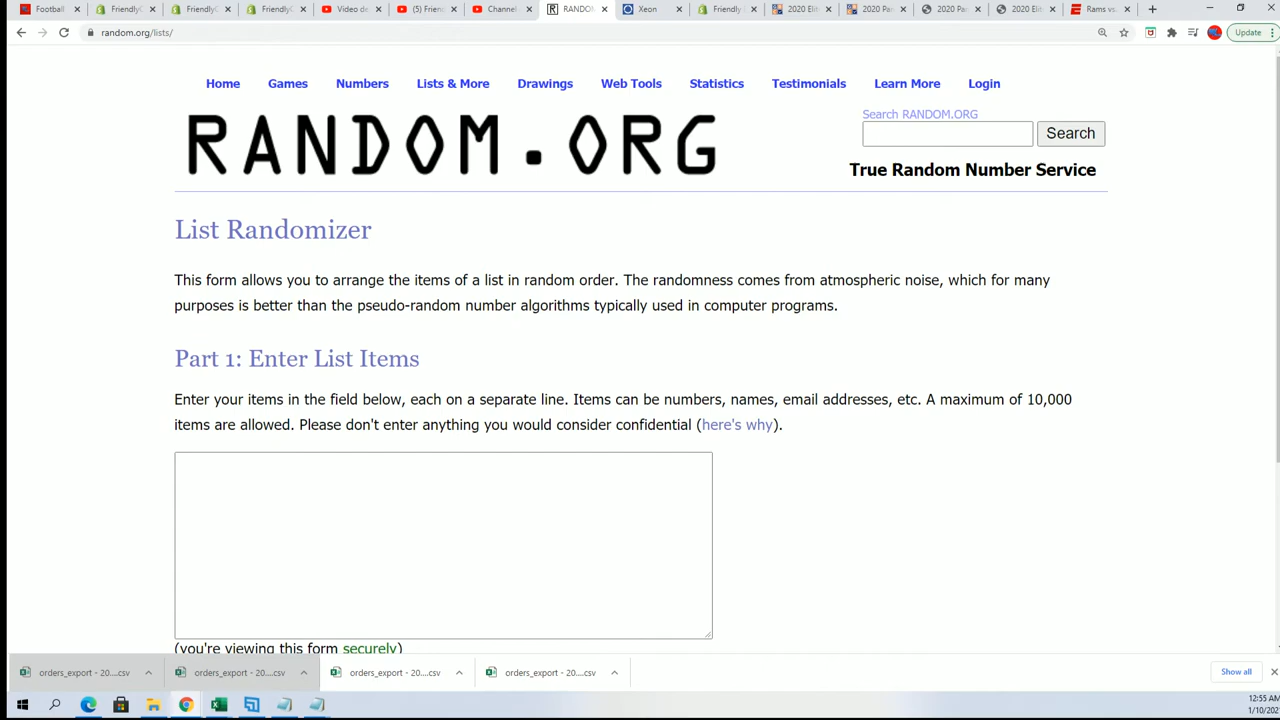 Football
FriendlyC
FriendlyC
FriendlyC
Video de
(5) Frien
Channel
RANDOM
Xeon
Friendly
2020 Elit
2020 Pa
2020 Pa
2020 Elit
Rams vs.
random.org/lists/
Update
Home Games Numbers Lists & More Drawings Web Tools Statistics Testimonials Learn More Login
RANDOM.ORG
Search RANDOM.ORG
Search
True Random Number Service
List Randomizer
This form allows you to arrange the items of a list in random order. The randomness comes from atmospheric noise, which for many
purposes is better than the pseudo-random number algorithms typically used in computer programs.
Part 1: Enter List Items
Enter your items in the field below, each on a separate line. Items can be numbers, names, email addresses, etc. A maximum of 10,000
items are allowed. Please don't enter anything you would consider confidential (here's why).
(you're viewing this form securely)
orders_export - 20....csv
orders_export - 20....csv
orders_export - 20....csv
orders_export - 20....csv
Show all
12:55 AM
1/10/202